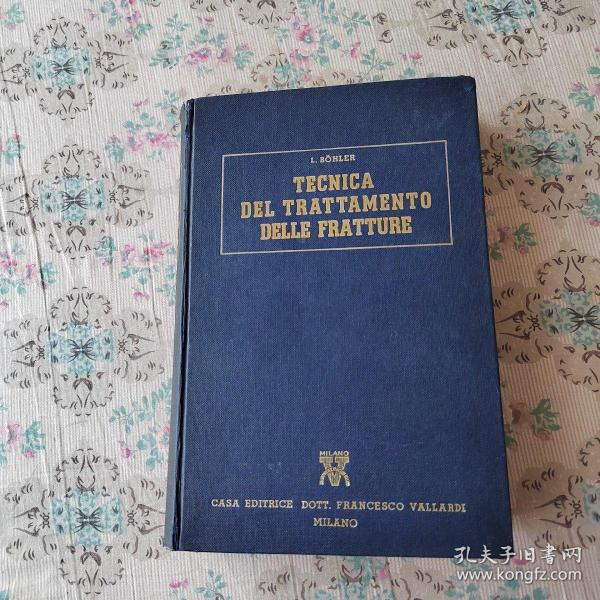 L. BÖHLER
TECNICA
DEL TRATTAMENTO
DELLE FRATTURE
MILANO
CASA EDITRICE DOTT. FRANCESCO VALLARDI
MILANO
孔夫子旧书网
www.kongfz.com